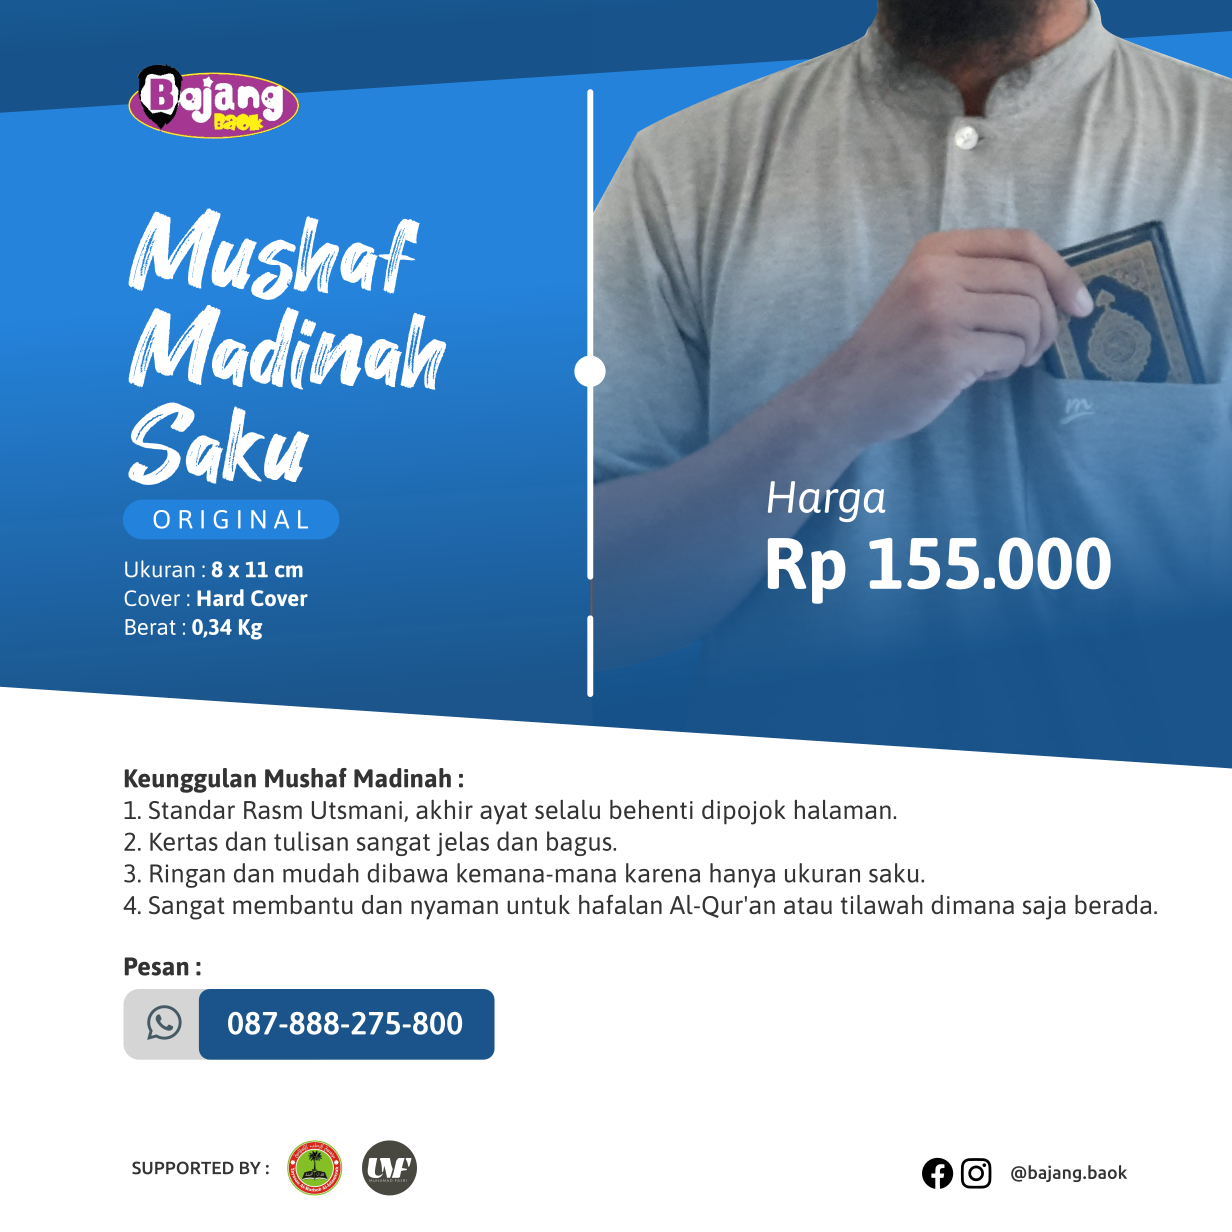 Bajang
Baok
Mushaf
Madinah
Saku
ORIGINAL
Ukuran : 8 x 11 cm
Cover : Hard Cover
Berat : 0,34 Kg
m
Harga
Rp 155.000
Keunggulan Mushaf Madinah :
1. Standar Rasm Utsmani, akhir ayat selalu behenti dipojok halaman.
2. Kertas dan tulisan sangat jelas dan bagus.
3. Ringan dan mudah dibawa kemana-mana karena hanya ukuran saku.
4. Sangat membantu dan nyaman untuk hafalan Al-Qur'an atau tilawah dimana saja berada.
Pesan :
087-888-275-800
SUPPORTED BY :
@bajang.baok